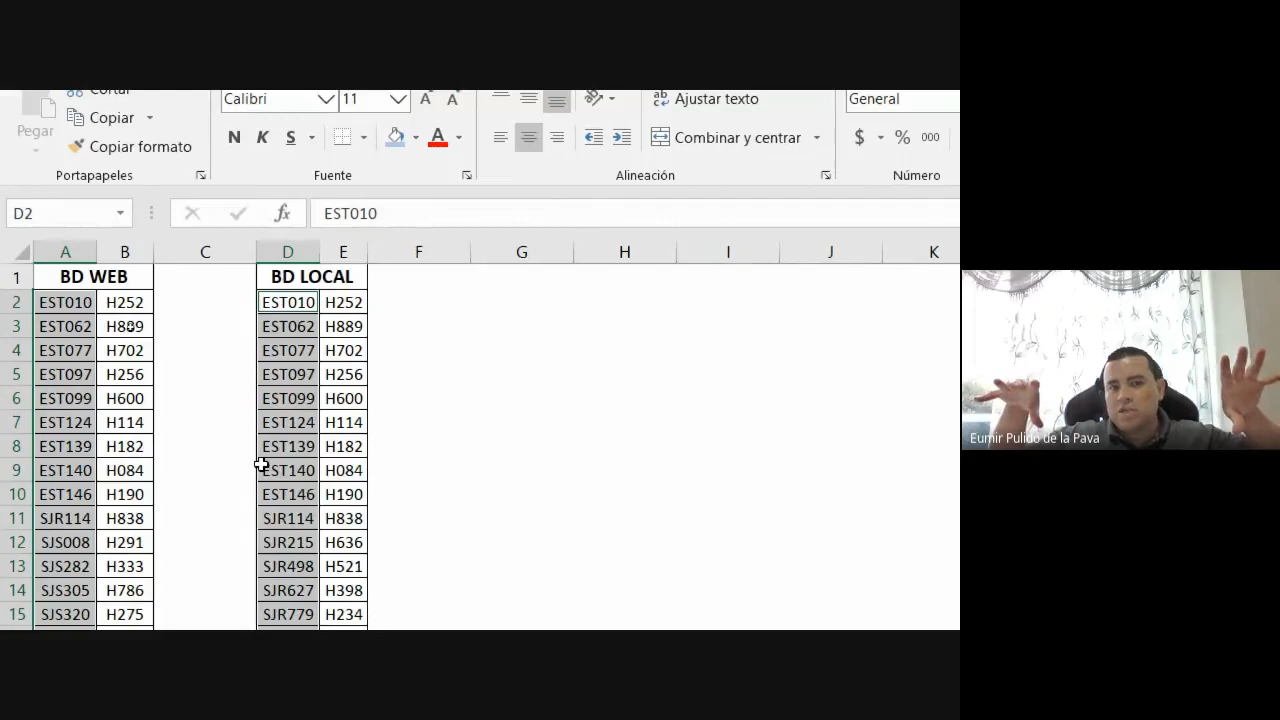 Cortar
Calibri 11 A A ab Ajustar texto General
Pegar Copiar
N K S A Combinar y centrar $ % 000
Copiar formato
Portapapeles Fuente Alineación Número
D2 fx EST010
A B C D E F G H I J K
1 BD WEB BD LOCAL
2 EST010 H252 EST010 H252
3 EST062 H889 EST062 H889
4 EST077 H702 EST077 H702
5 EST097 H256 EST097 H256
6 EST099 H600 EST099 H600
7 EST124 H114 EST124 H114
8 EST139 H182 EST139 H182
9 EST140 H084 EST140 H084
10 EST146 H190 EST146 H190
11 SJR114 H838 SJR114 H838
12 SJS008 H291 SJR215 H636
13 SJS282 H333 SJR498 H521
14 SJS305 H786 SJR627 H398
15 SJS320 H275 SJR779 H234
Eumir Pulido de la Pava